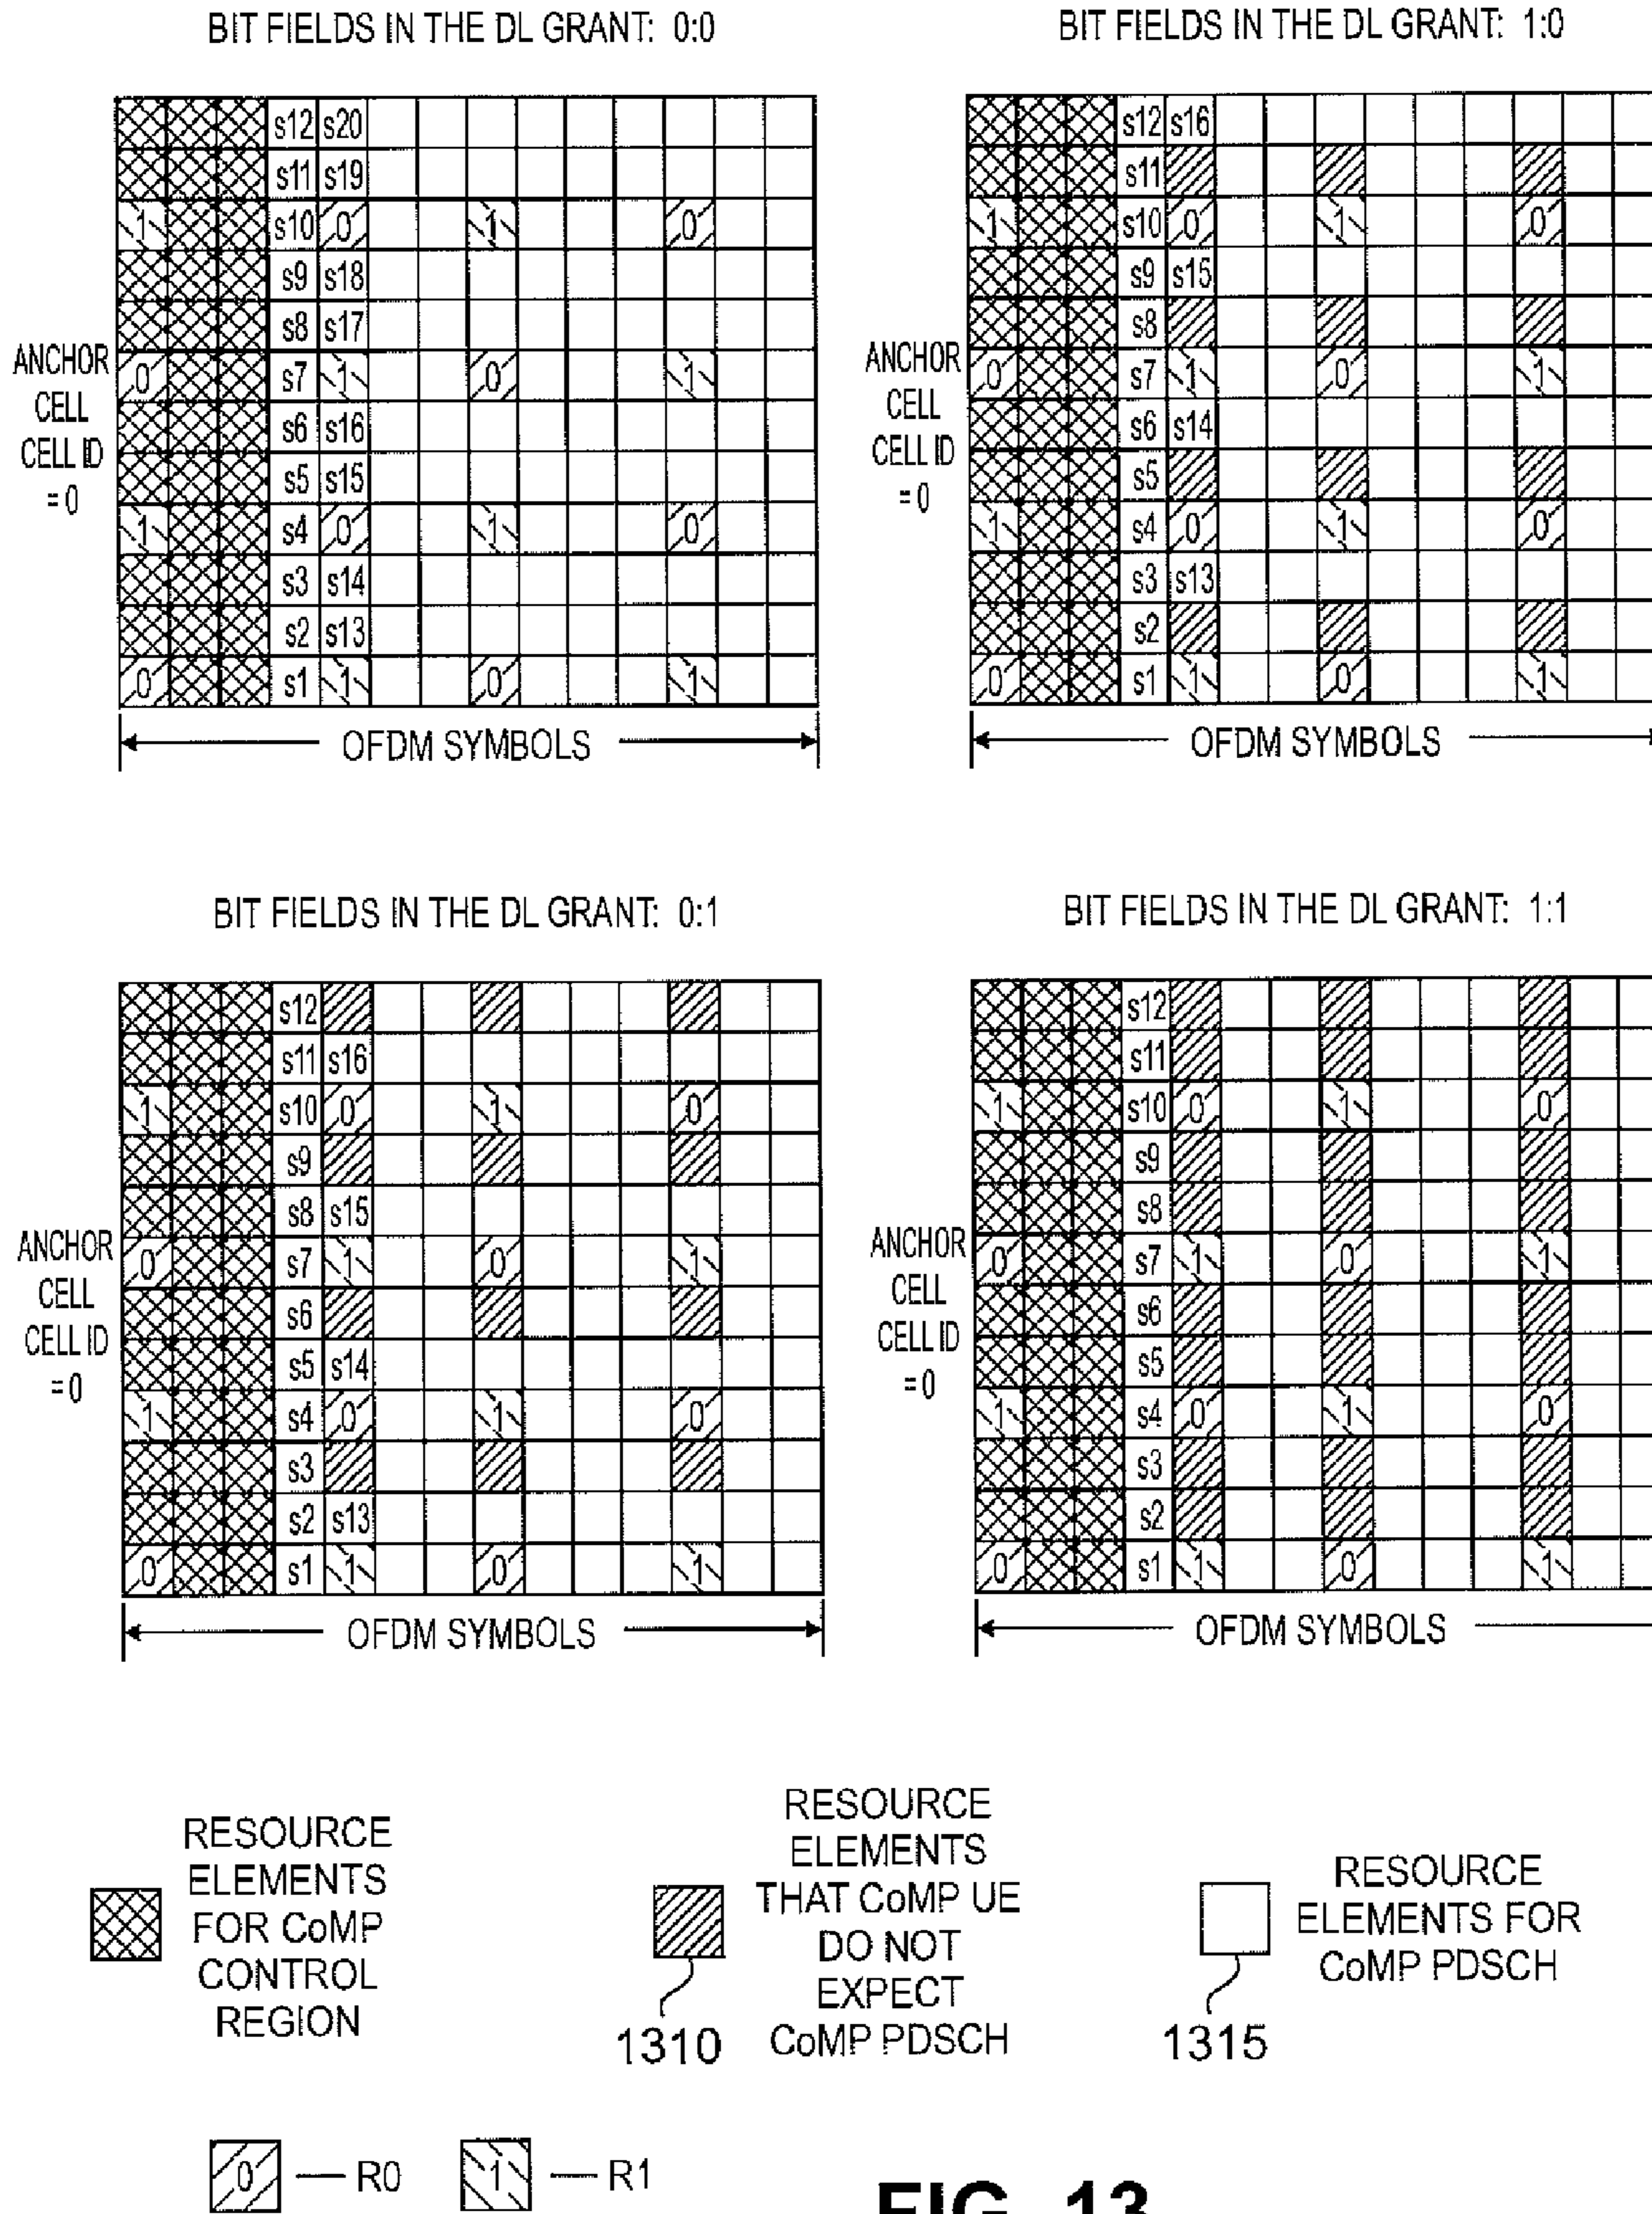 BIT FIELDS IN THE DL GRANT: 0:0
s12 s20
s11 s19
1 s10 0 1 0
s9 s18
s8 s17
0 s7 1 0 1
s6 s16
s5 s15
1 s4 0 1 0
s3 s14
s2 s13
0 s1 1 0 1
ANCHOR
CELL
CELL ID
= 0
OFDM SYMBOLS
BIT FIELDS IN THE DL GRANT: 1:0
s12 s16
s11
1 s10 0 1 0
s9 s15
s8
0 s7 1 0 1
s6 s14
s5
1 s4 0 1 0
s3 s13
s2
0 s1 1 0 1
ANCHOR
CELL
CELL ID
= 0
OFDM SYMBOLS
BIT FIELDS IN THE DL GRANT: 0:1
s12
s11 s16
1 s10 0 1 0
s9
s8 s15
0 s7 1 0 1
s6
s5 s14
1 s4 0 1 0
s3
s2 s13
0 s1 1 0 1
ANCHOR
CELL
CELL ID
= 0
OFDM SYMBOLS
BIT FIELDS IN THE DL GRANT: 1:1
s12
s11
1 s10 0 1 0
s9
s8
0 s7 1 0 1
s6
s5
1 s4 0 1 0
s3
s2
0 s1 1 0 1
ANCHOR
CELL
CELL ID
= 0
OFDM SYMBOLS
RESOURCE
ELEMENTS
FOR CoMP
CONTROL
REGION
RESOURCE
ELEMENTS
THAT CoMP UE
DO NOT
EXPECT
CoMP PDSCH
1310
RESOURCE
ELEMENTS FOR
CoMP PDSCH
1315
0 — R0
1 — R1
FIG. 13